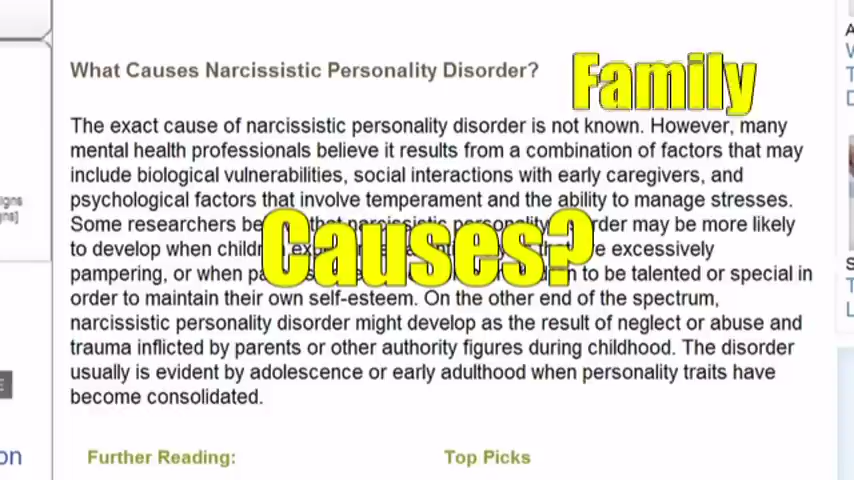 What Causes Narcissistic Personality Disorder?
Family
The exact cause of narcissistic personality disorder is not known. However, many
mental health professionals believe it results from a combination of factors that may
include biological vulnerabilities, social interactions with early caregivers, and
psychological factors that involve temperament and the ability to manage stresses.
Some researchers that narcissistic personality may be more likely
to develop when excessively
Causes?
pampering, or when to be talented or special in
order to maintain their own self-esteem. On the other end of the spectrum,
narcissistic personality disorder might develop as the result of neglect or abuse and
trauma inflicted by parents or other authority figures during childhood. The disorder
usually is evident by adolescence or early adulthood when personality traits have
become consolidated.
Further Reading:
Top Picks